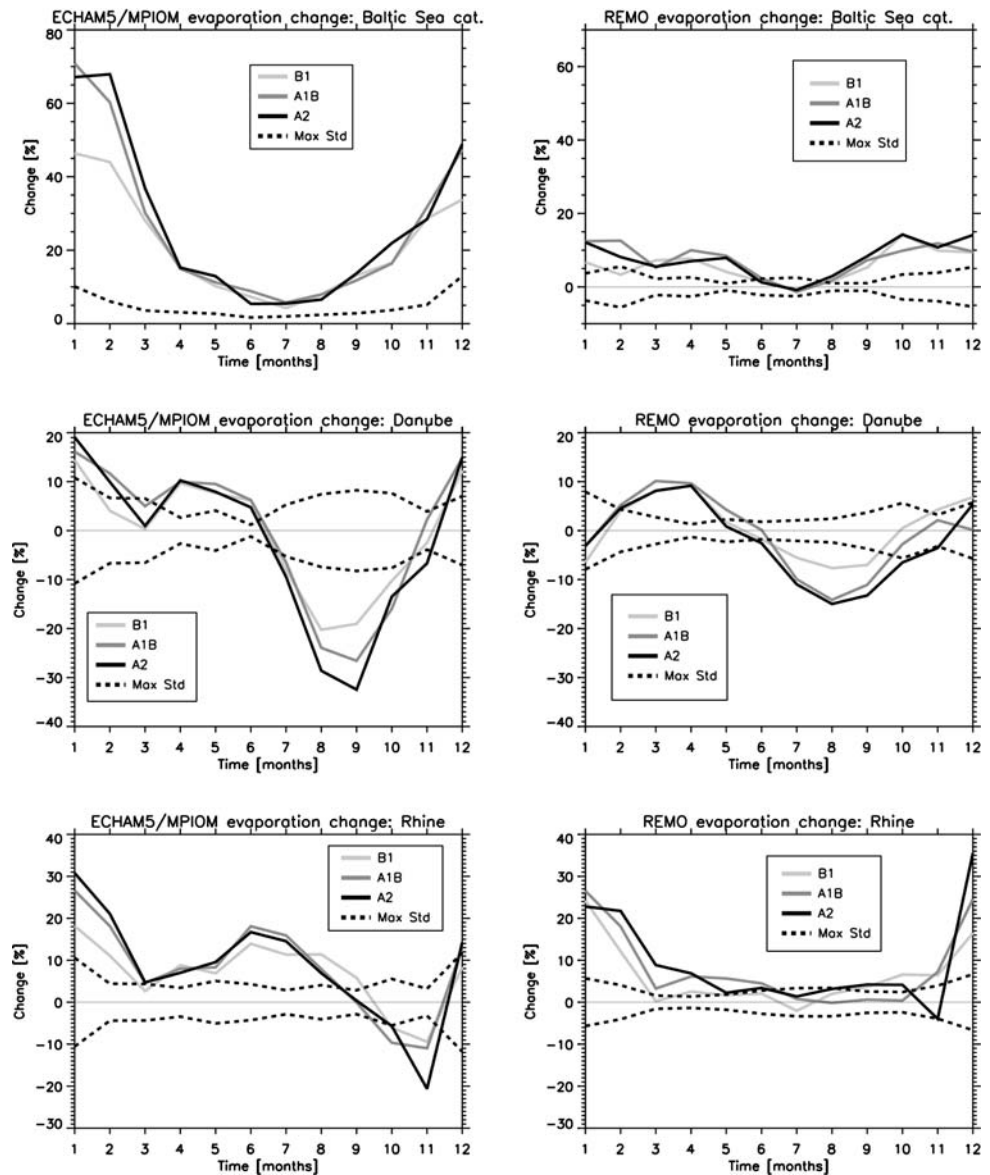 ECHAM5/MPIOM evaporation change: Baltic Sea cat.
80
60
40
20
0
Change [%]
B1
A1B
A2
Max Std
1 2 3 4 5 6 7 8 9 10 11 12
Time [months]
REMO evaporation change: Baltic Sea cat.
60
40
20
0
Change [%]
B1
A1B
A2
Max Std
1 2 3 4 5 6 7 8 9 10 11 12
Time [months]
ECHAM5/MPIOM evaporation change: Danube
20
10
0
-10
-20
-30
-40
Change [%]
B1
A1B
A2
Max Std
1 2 3 4 5 6 7 8 9 10 11 12
Time [months]
REMO evaporation change: Danube
20
10
0
-10
-20
-30
-40
Change [%]
B1
A1B
A2
Max Std
1 2 3 4 5 6 7 8 9 10 11 12
Time [months]
ECHAM5/MPIOM evaporation change: Rhine
40
30
20
10
0
-10
-20
-30
Change [%]
B1
A1B
A2
Max Std
1 2 3 4 5 6 7 8 9 10 11 12
Time [months]
REMO evaporation change: Rhine
40
30
20
10
0
-10
-20
-30
Change [%]
B1
A1B
A2
Max Std
1 2 3 4 5 6 7 8 9 10 11 12
Time [months]